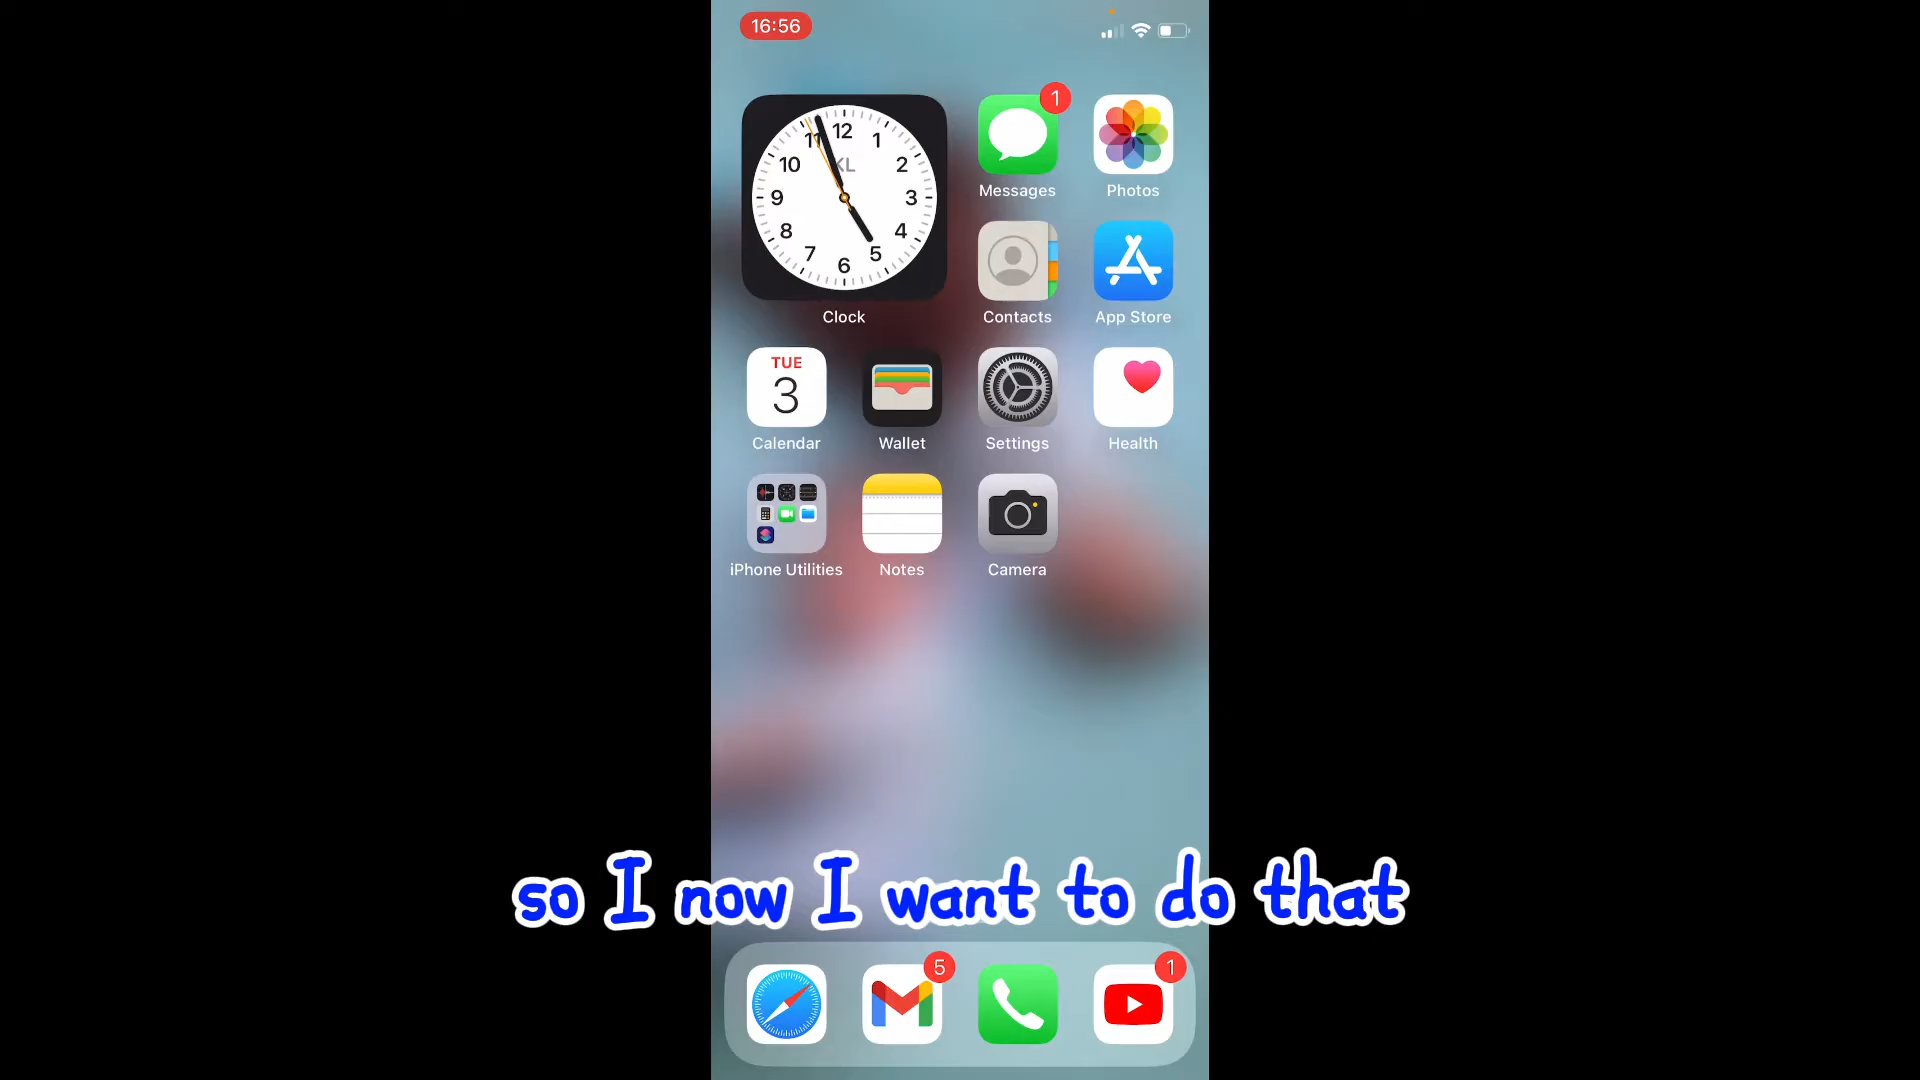 16:56
12
11
1
10
KL
2
9
3
8
4
7
5
6
1
Messages
Photos
Clock
Contacts
App Store
TUE
3
Calendar
Wallet
Settings
Health
iPhone Utilities
Notes
Camera
so I now I want to do that
5
1